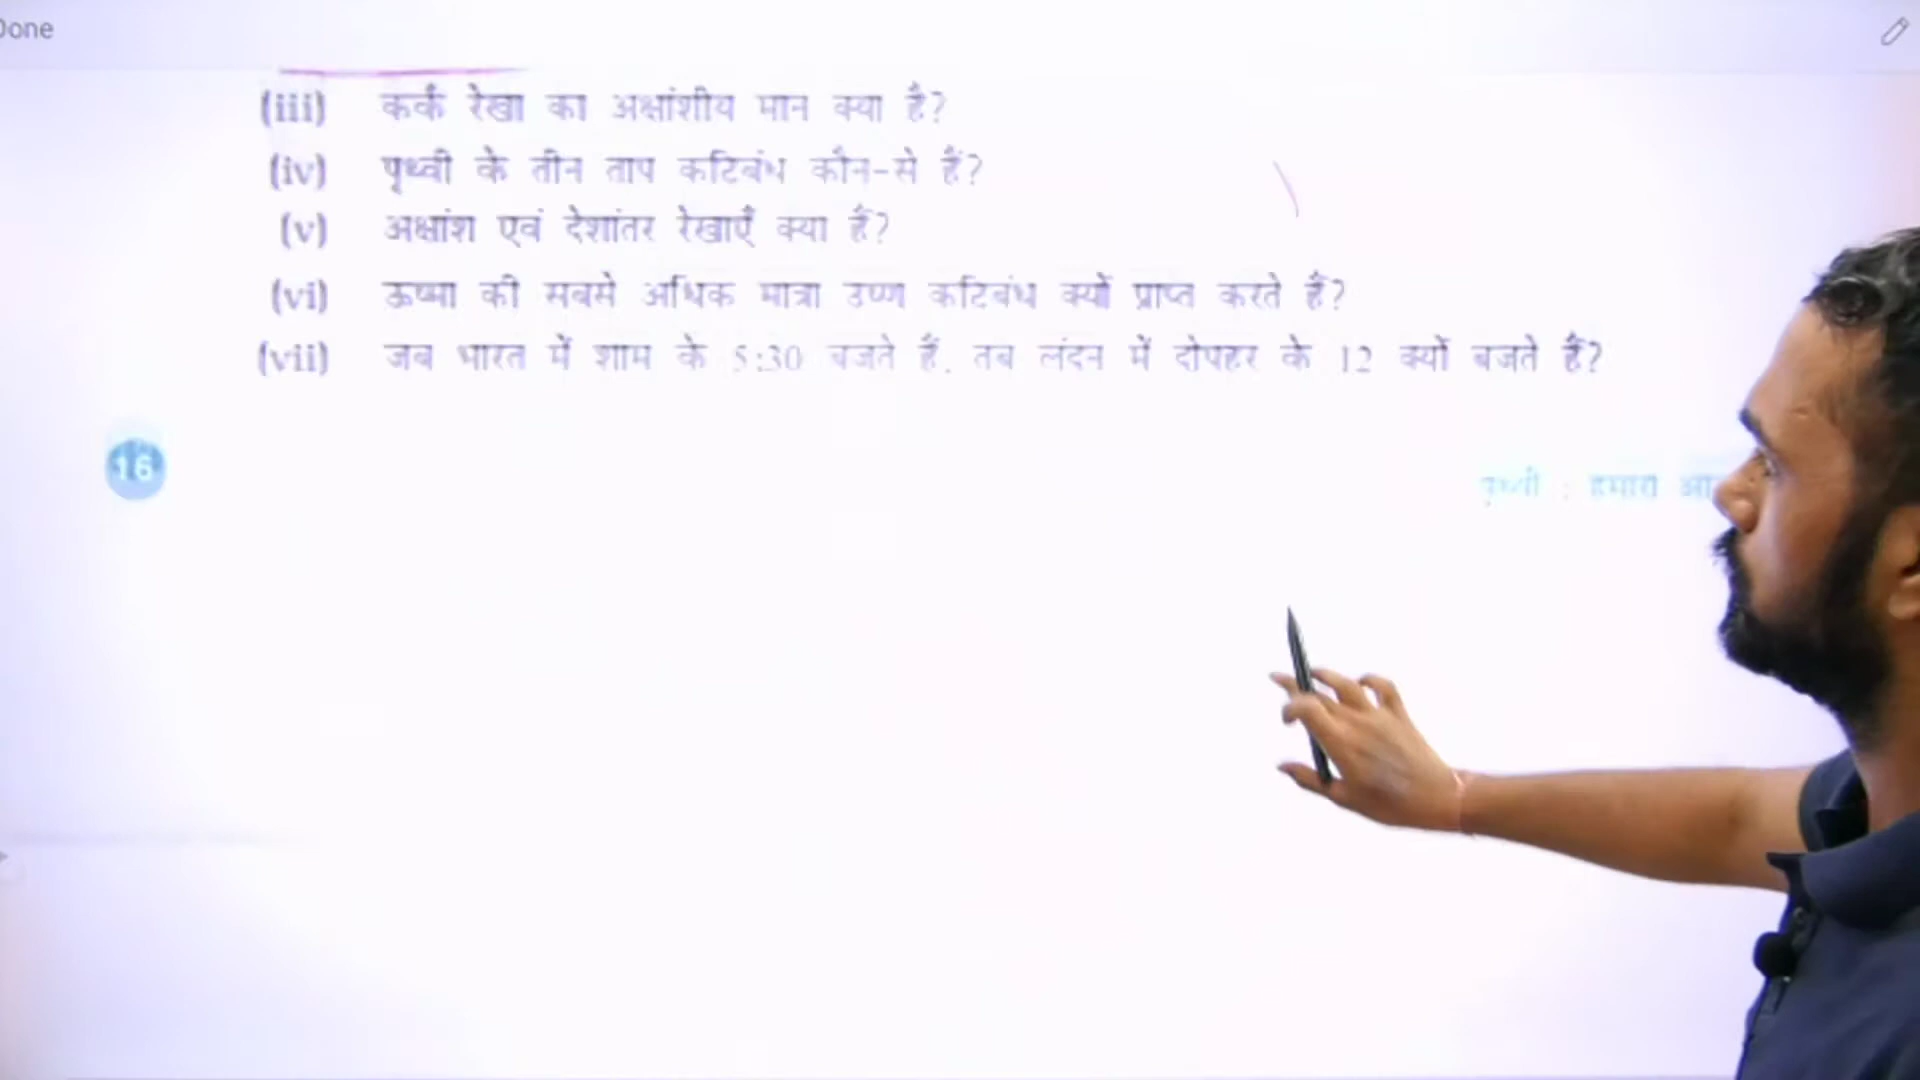 Done
(iii) कर्क रेखा का अक्षांशीय मान क्या है?
(iv) पृथ्वी के तीन ताप कटिबंध कौन-से हैं?
(v) अक्षांश एवं देशांतर रेखाएँ क्या हैं?
(vi) ऊष्मा की सबसे अधिक मात्रा उष्ण कटिबंध क्यों प्राप्त करते हैं?
(vii) जब भारत में शाम के 5:30 बजते हैं, तब लंदन में दोपहर के 12 क्यों बजते हैं?
16
पृथ्वी : हमारा